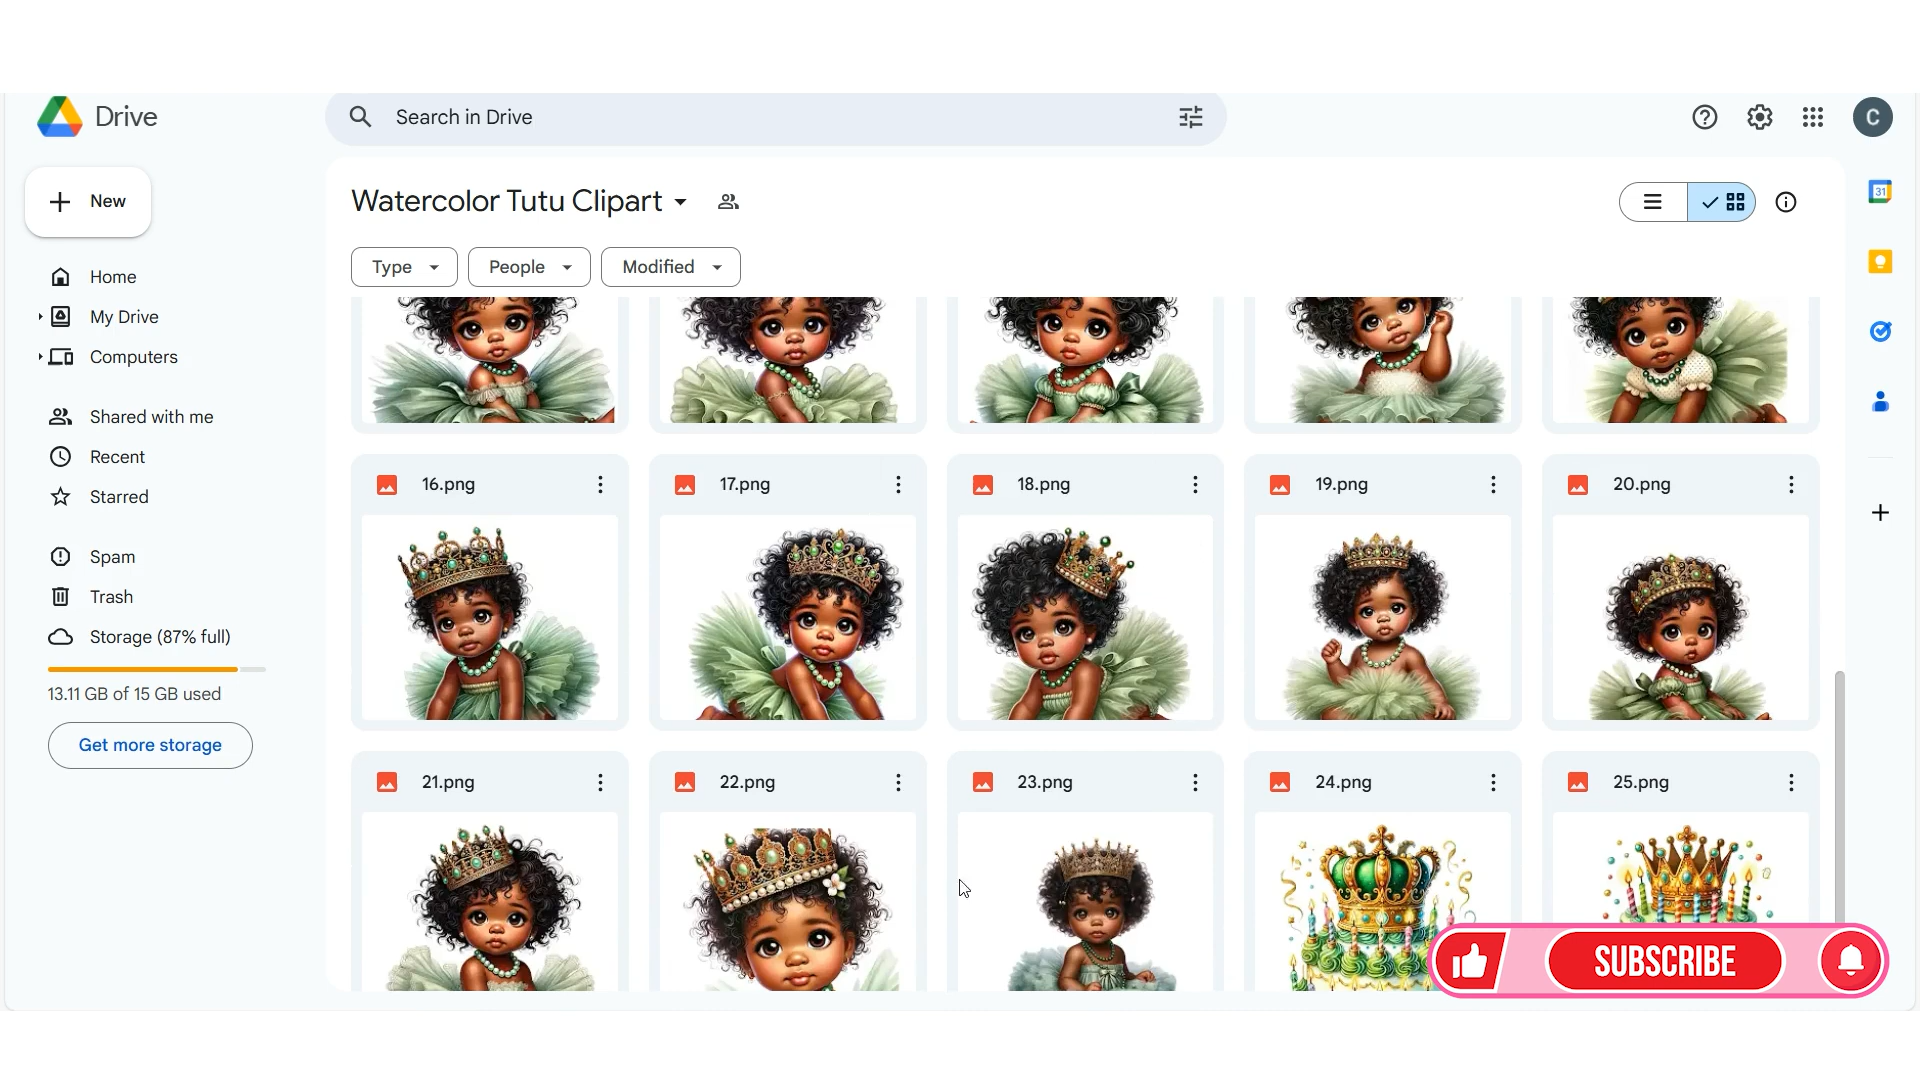 Drive
Search in Drive
C
New
Watercolor Tutu Clipart
31
Type
People
Modified
Home
My Drive
Computers
Shared with me
Recent
Starred
Spam
Trash
Storage (87% full)
13.11 GB of 15 GB used
Get more storage
16.png
17.png
18.png
19.png
20.png
21.png
22.png
23.png
24.png
25.png
SUBSCRIBE